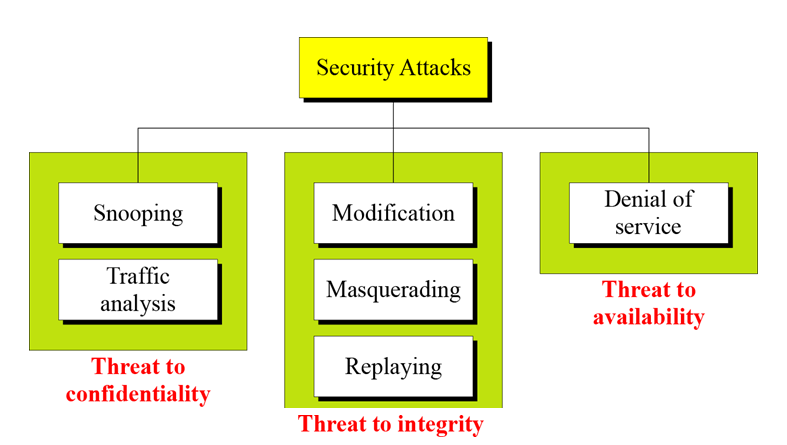 Security Attacks
Snooping
Traffic
analysis
Threat to
confidentiality
Modification
Masquerading
Replaying
Threat to integrity
Denial of
service
Threat to
availability